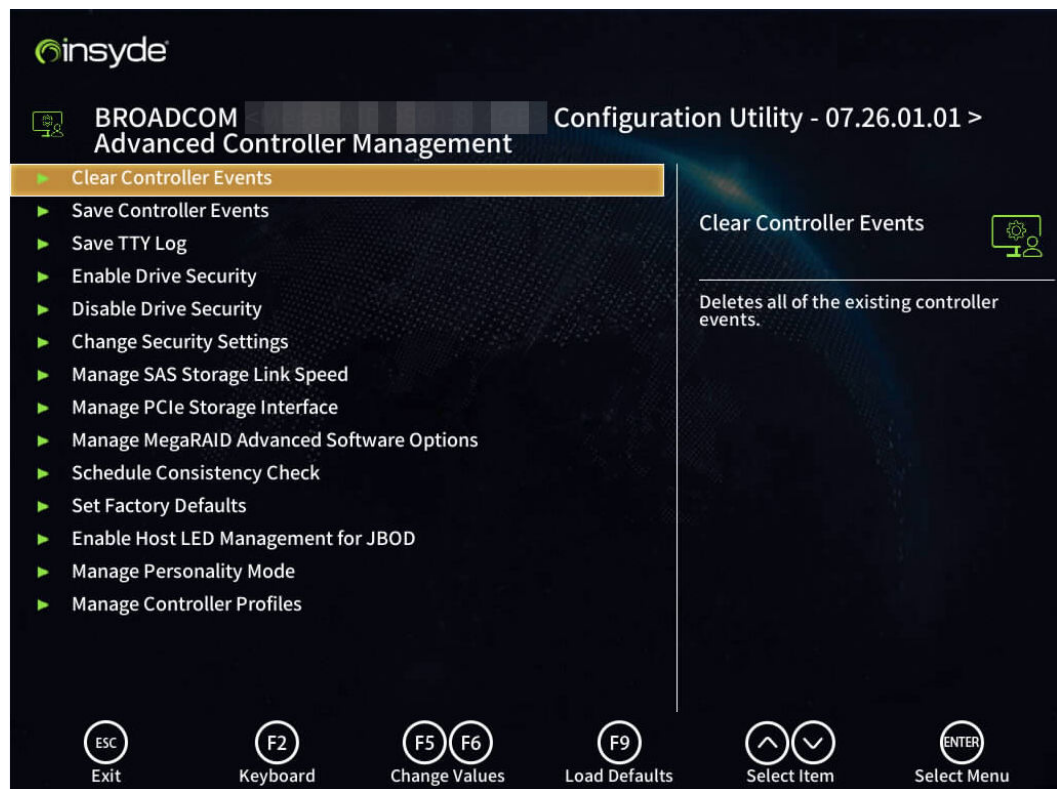 insyde
BROADCOM Configuration Utility - 07.26.01.01 >
Advanced Controller Management
Clear Controller Events
Save Controller Events
Save TTY Log
Enable Drive Security
Disable Drive Security
Change Security Settings
Manage SAS Storage Link Speed
Manage PCIe Storage Interface
Manage MegaRAID Advanced Software Options
Schedule Consistency Check
Set Factory Defaults
Enable Host LED Management for JBOD
Manage Personality Mode
Manage Controller Profiles
Clear Controller Events
Deletes all of the existing controller
events.
ESC F2 F5 F6 F9 ENTER
Exit Keyboard Change Values Load Defaults Select Item Select Menu